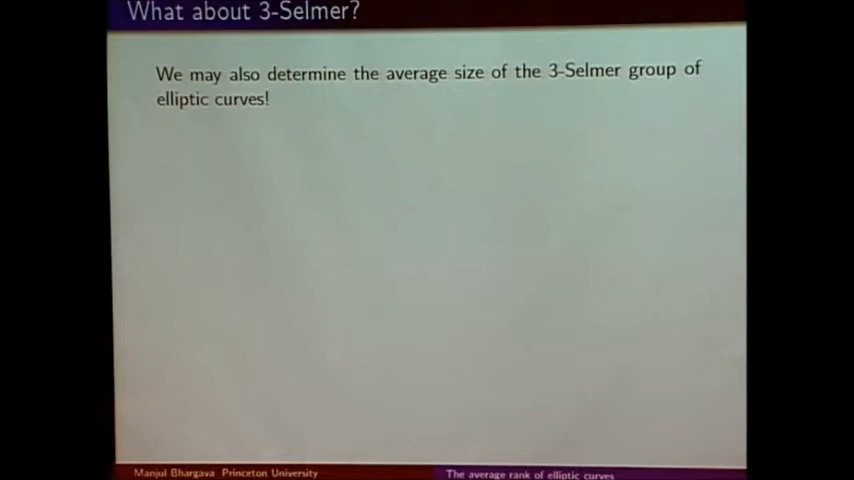 What about 3-Selmer?
We may also determine the average size of the 3-Selmer group of
elliptic curves!
Manjul Bhargava Princeton University
The average rank of elliptic curves